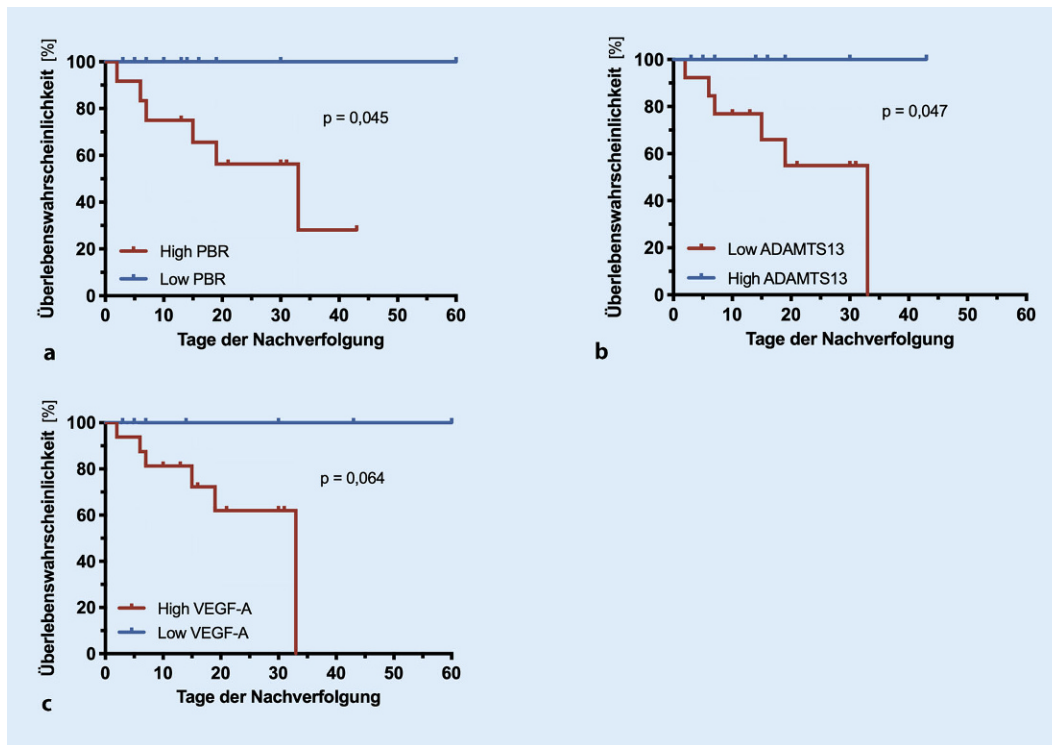 Überlebenswahrscheinlichkeit [%]
100
80
60
40
20
0
p = 0,045
High PBR
Low PBR
0 10 20 30 40 50 60
Tage der Nachverfolgung
a
Überlebenswahrscheinlichkeit [%]
100
80
60
40
20
0
p = 0,047
Low ADAMTS13
High ADAMTS13
0 10 20 30 40 50 60
Tage der Nachverfolgung
b
Überlebenswahrscheinlichkeit [%]
100
80
60
40
20
0
p = 0,064
High VEGF-A
Low VEGF-A
0 10 20 30 40 50 60
Tage der Nachverfolgung
c